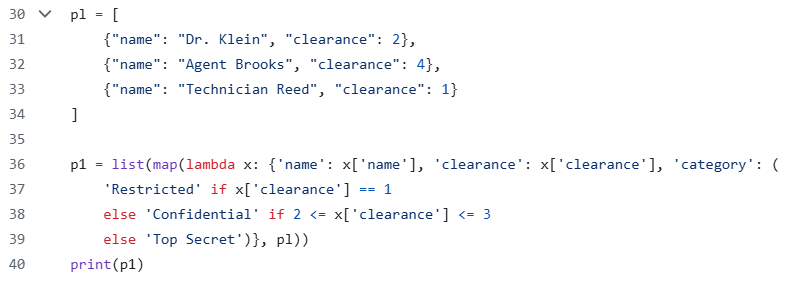 30 pl = [
31     {"name": "Dr. Klein", "clearance": 2},
32     {"name": "Agent Brooks", "clearance": 4},
33     {"name": "Technician Reed", "clearance": 1}
34 ]
35
36 p1 = list(map(lambda x: {'name': x['name'], 'clearance': x['clearance'], 'category': (
37     'Restricted' if x['clearance'] == 1
38     else 'Confidential' if 2 <= x['clearance'] <= 3
39     else 'Top Secret')}, pl))
40 print(p1)